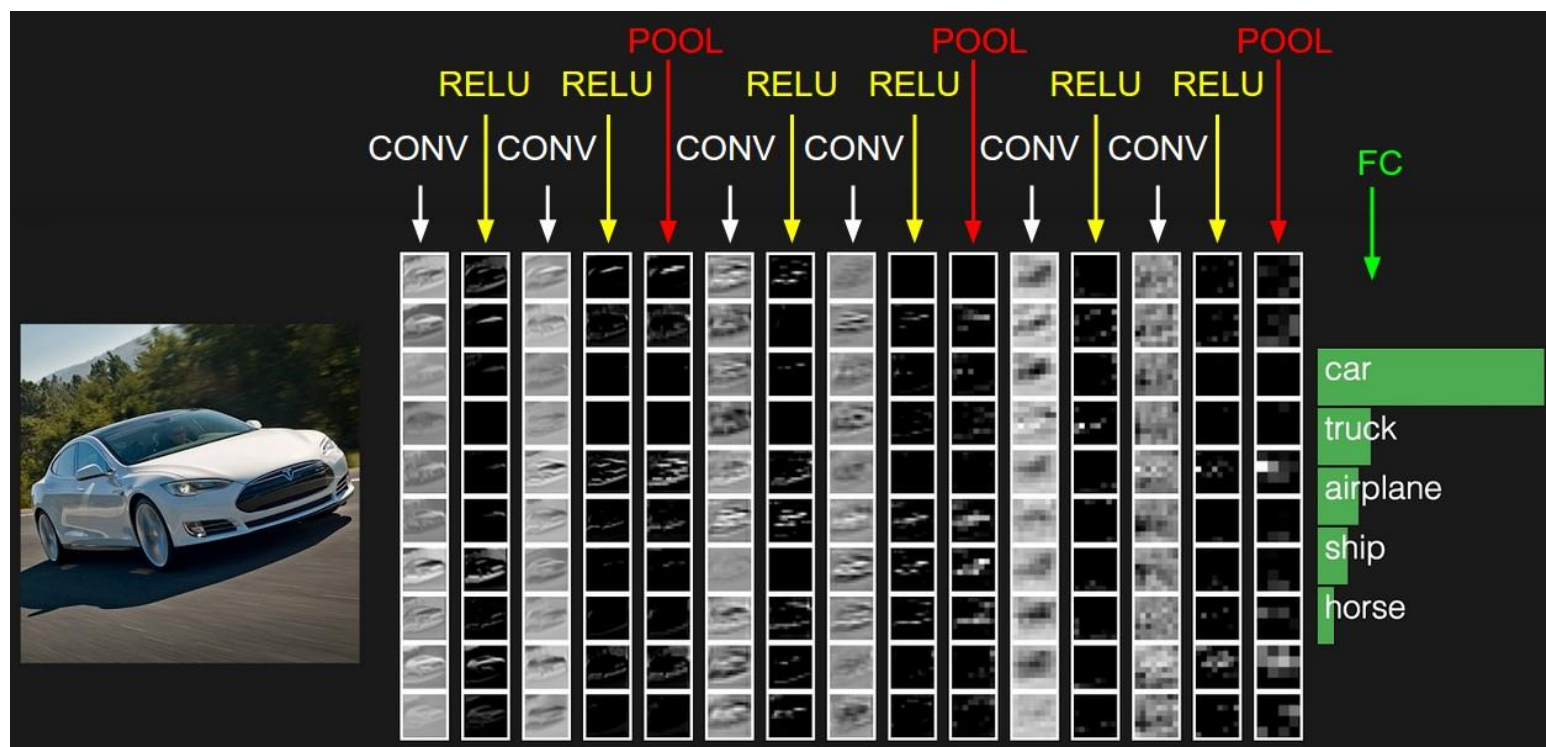 POOL POOL POOL
RELU RELU RELU RELU RELU RELU
CONV CONV CONV CONV CONV CONV
FC
car
truck
airplane
ship
horse